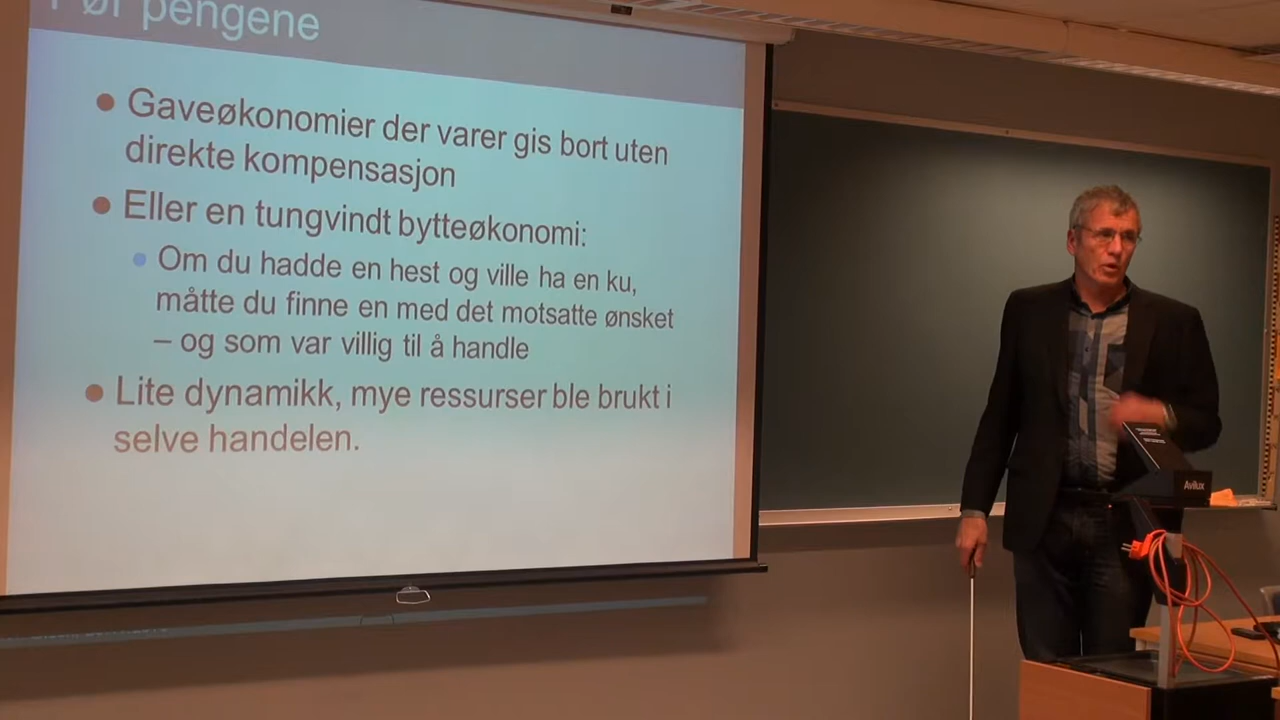 Før pengene
● Gaveøkonomier der varer gis bort uten
direkte kompensasjon
● Eller en tungvindt bytteøkonomi:
● Om du hadde en hest og ville ha en ku,
måtte du finne en med det motsatte ønsket
– og som var villig til å handle
● Lite dynamikk, mye ressurser ble brukt i
selve handelen.
Avilux